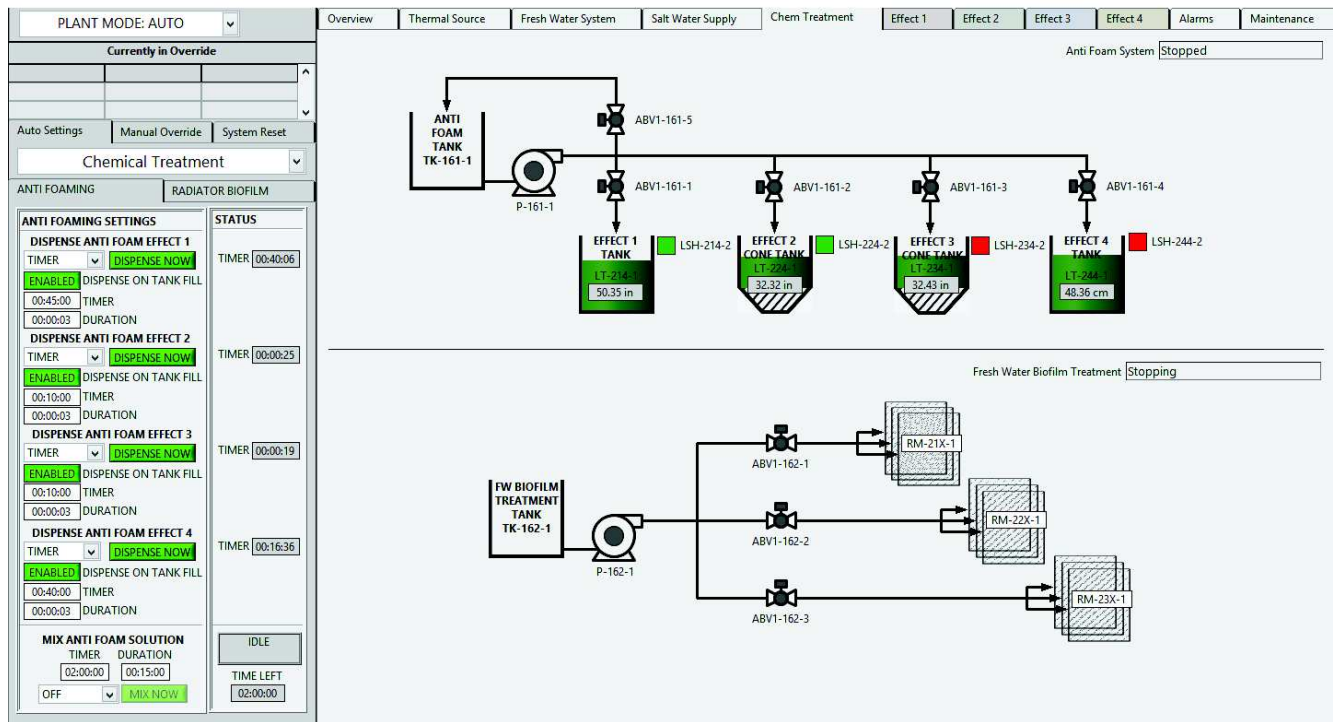 PLANT MODE: AUTO
Currently in Override
Auto Settings
Manual Override
System Reset
Chemical Treatment
ANTI FOAMING
RADIATOR BIOFILM
ANTI FOAMING SETTINGS
STATUS
DISPENSE ANTI FOAM EFFECT 1
TIMER
DISPENSE NOW
TIMER 00:40:06
ENABLED DISPENSE ON TANK FILL
00:45:00 TIMER
00:00:03 DURATION
DISPENSE ANTI FOAM EFFECT 2
TIMER
DISPENSE NOW
TIMER 00:00:25
ENABLED DISPENSE ON TANK FILL
00:10:00 TIMER
00:00:03 DURATION
DISPENSE ANTI FOAM EFFECT 3
TIMER
DISPENSE NOW
TIMER 00:00:19
ENABLED DISPENSE ON TANK FILL
00:10:00 TIMER
00:00:03 DURATION
DISPENSE ANTI FOAM EFFECT 4
TIMER
DISPENSE NOW
TIMER 00:16:36
ENABLED DISPENSE ON TANK FILL
00:40:00 TIMER
00:00:03 DURATION
MIX ANTI FOAM SOLUTION
TIMER DURATION
02:00:00 00:15:00
OFF
MIX NOW
IDLE
TIME LEFT
02:00:00
Overview
Thermal Source
Fresh Water System
Salt Water Supply
Chem Treatment
Effect 1
Effect 2
Effect 3
Effect 4
Alarms
Maintenance
Anti Foam System Stopped
ANTI
FOAM
TANK
TK-161-1
P-161-1
ABV1-161-5
ABV1-161-1
ABV1-161-2
ABV1-161-3
ABV1-161-4
EFFECT 1
TANK
LT-214-1
50.35 in
LSH-214-2
EFFECT 2
CONE TANK
LT-224-1
32.32 in
LSH-224-2
EFFECT 3
CONE TANK
LT-234-1
32.43 in
LSH-234-2
EFFECT 4
TANK
LT-244-1
48.36 cm
LSH-244-2
Fresh Water Biofilm Treatment Stopping
FW BIOFILM
TREATMENT
TANK
TK-162-1
P-162-1
ABV1-162-1
RM-21X-1
ABV1-162-2
RM-22X-1
ABV1-162-3
RM-23X-1